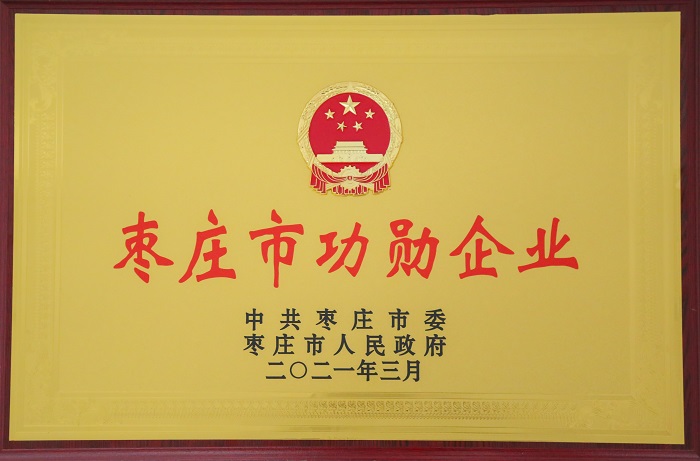 枣庄市功勋企业
中共枣庄市委
枣庄市人民政府
二〇二一年三月